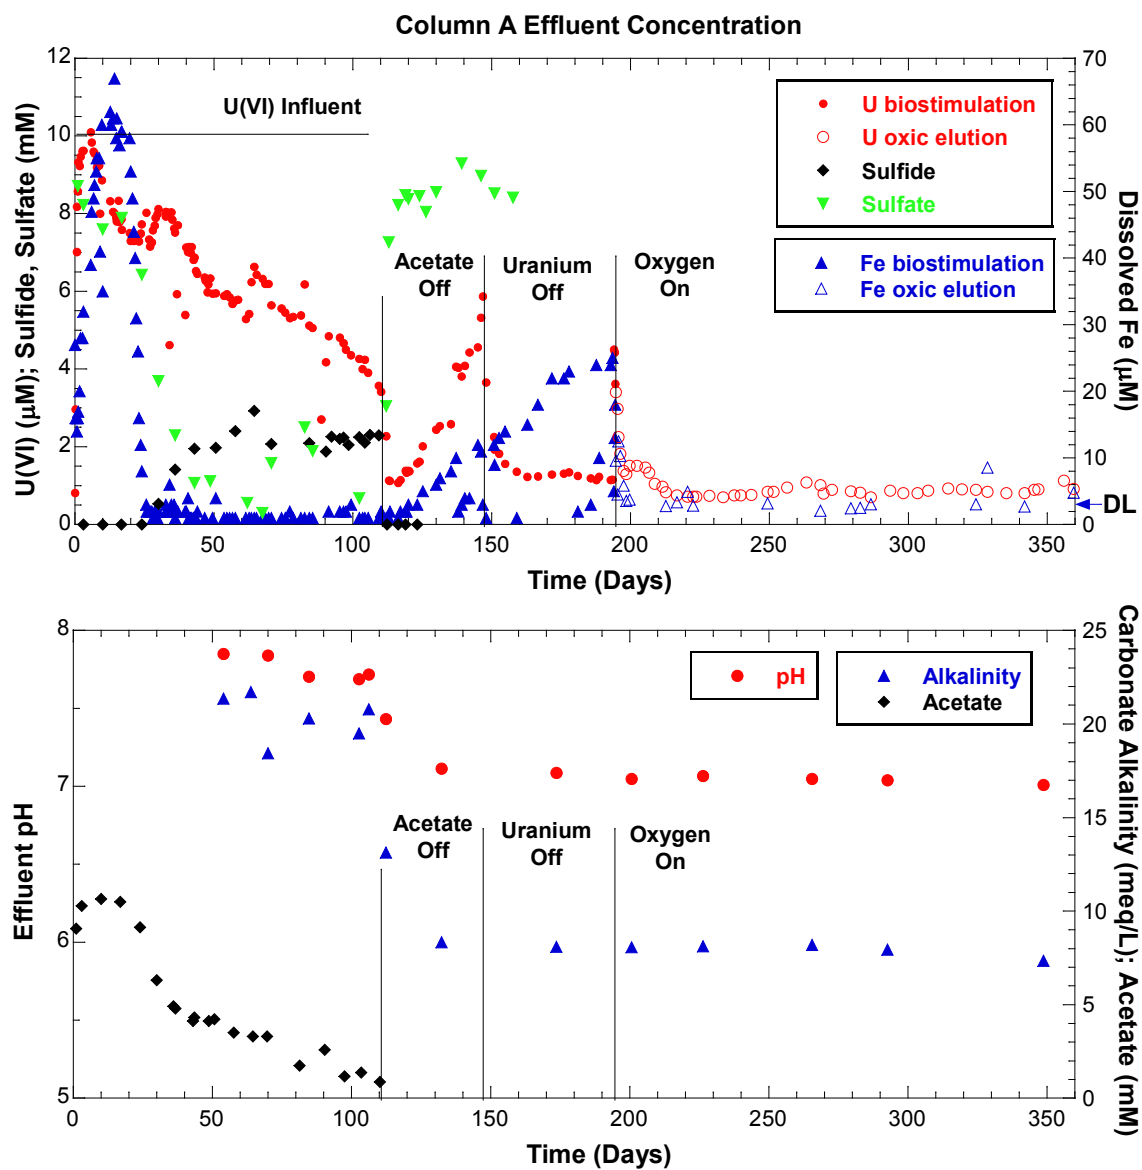 Column A Effluent Concentration
12
10
8
6
4
2
0
U(VI) (μM); Sulfide, Sulfate (mM)
70
60
50
40
30
20
10
0
Dissolved Fe (μM)
DL
U(VI) Influent
U biostimulation
U oxic elution
Sulfide
Sulfate
Fe biostimulation
Fe oxic elution
Acetate
Off
Uranium
Off
Oxygen
On
0 50 100 150 200 250 300 350
Time (Days)
8
7
6
5
Effluent pH
25
20
15
10
5
0
Carbonate Alkalinity (meq/L); Acetate (mM)
pH
Alkalinity
Acetate
Acetate
Off
Uranium
Off
Oxygen
On
0 50 100 150 200 250 300 350
Time (Days)